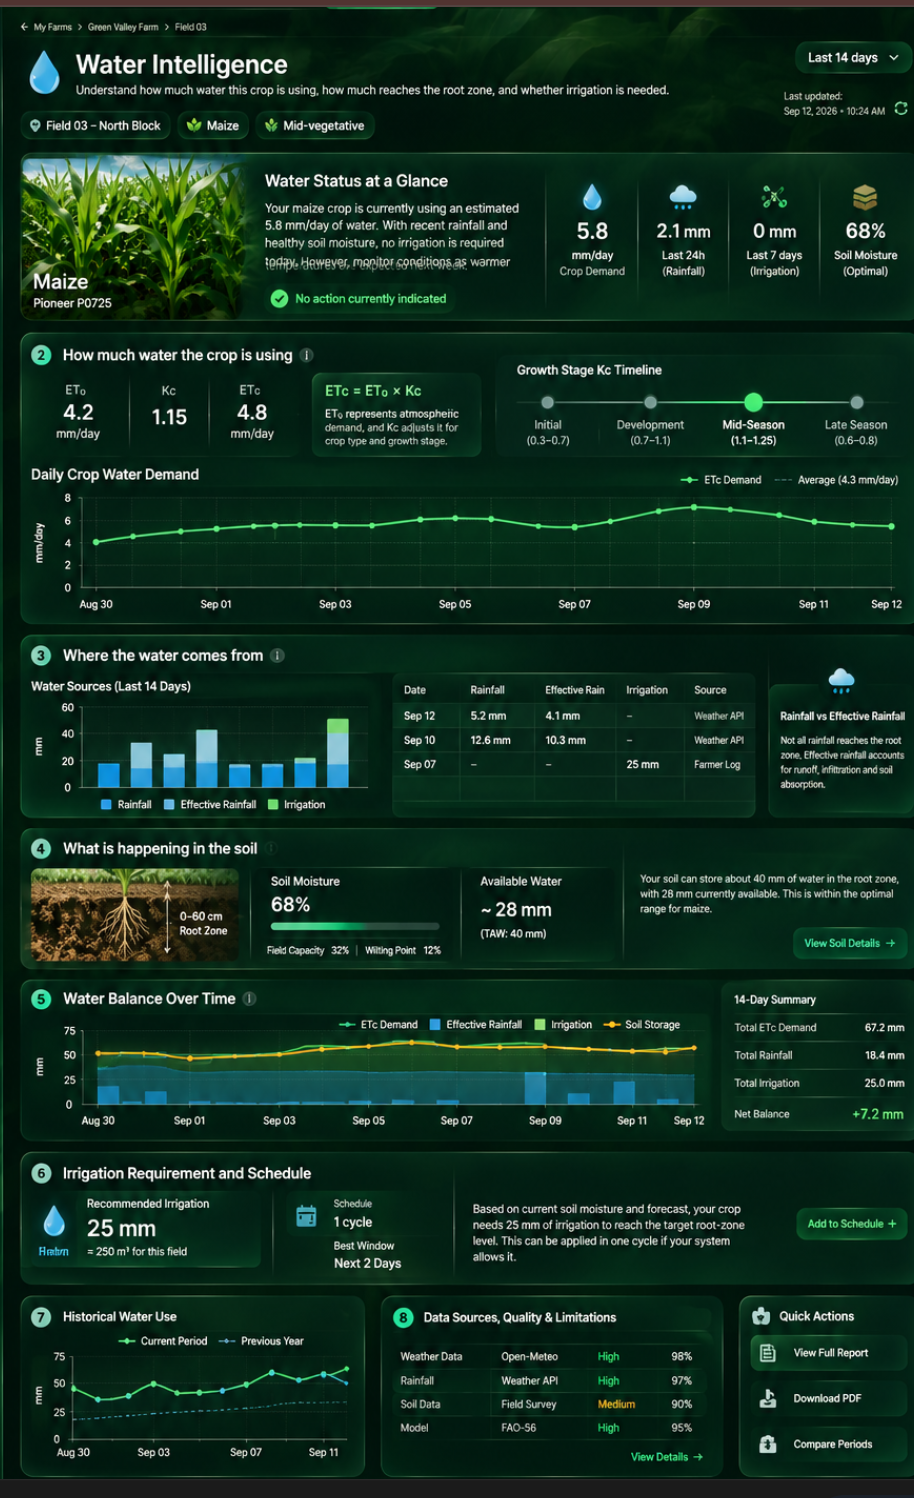 ← My Farms > Green Valley Farm > Field 03
Water Intelligence
Understand how much water this crop is using, how much reaches the root zone, and whether irrigation is needed.
Last 14 days
Last updated:
Sep 12, 2026 • 10:24 AM
Field 03 – North Block
Maize
Mid-vegetative
Maize
Pioneer P0725
Water Status at a Glance
Your maize crop is currently using an estimated
5.8 mm/day of water. With recent rainfall and
healthy soil moisture, no irrigation is required
today. However, monitor conditions as warmer
No action currently indicated
5.8
mm/day
Crop Demand
2.1 mm
Last 24h
(Rainfall)
0 mm
Last 7 days
(Irrigation)
68%
Soil Moisture
(Optimal)
2 How much water the crop is using
ET₀
4.2
mm/day
Kc
1.15
ETc
4.8
mm/day
ETc = ET₀ × Kc
ET₀ represents atmospheric
demand, and Kc adjusts it for
crop type and growth stage.
Growth Stage Kc Timeline
Initial
(0.3–0.7)
Development
(0.7–1.1)
Mid-Season
(1.1–1.25)
Late Season
(0.6–0.8)
Daily Crop Water Demand
ETc Demand
Average (4.3 mm/day)
mm/day
8
6
4
2
0
Aug 30 Sep 01 Sep 03 Sep 05 Sep 07 Sep 09 Sep 11 Sep 12
3 Where the water comes from
Water Sources (Last 14 Days)
mm
60
40
20
0
Rainfall Effective Rainfall Irrigation
Date Rainfall Effective Rain Irrigation Source
Sep 12 5.2 mm 4.1 mm – Weather API
Sep 10 12.6 mm 10.3 mm – Weather API
Sep 07 – – 25 mm Farmer Log
Rainfall vs Effective Rainfall
Not all rainfall reaches the root
zone. Effective rainfall accounts
for runoff, infiltration and soil
absorption.
4 What is happening in the soil
0–60 cm
Root Zone
Soil Moisture
68%
Field Capacity 32% | Wilting Point 12%
Available Water
~ 28 mm
(TAW: 40 mm)
Your soil can store about 40 mm of water in the root zone,
with 28 mm currently available. This is within the optimal
range for maize.
View Soil Details →
5 Water Balance Over Time
ETc Demand Effective Rainfall Irrigation Soil Storage
mm
75
50
25
0
Aug 30 Sep 01 Sep 03 Sep 05 Sep 07 Sep 09 Sep 11 Sep 12
14-Day Summary
Total ETc Demand 67.2 mm
Total Rainfall 18.4 mm
Total Irrigation 25.0 mm
Net Balance +7.2 mm
6 Irrigation Requirement and Schedule
Recommended Irrigation
25 mm
= 250 m³ for this field
Schedule
1 cycle
Best Window
Next 2 Days
Based on current soil moisture and forecast, your crop
needs 25 mm of irrigation to reach the target root-zone
level. This can be applied in one cycle if your system
allows it.
Add to Schedule +
7 Historical Water Use
Current Period Previous Year
mm
75
50
25
0
Aug 30 Sep 03 Sep 07 Sep 11
8 Data Sources, Quality & Limitations
Weather Data Open-Meteo High 98%
Rainfall Weather API High 97%
Soil Data Field Survey Medium 90%
Model FAO-56 High 95%
View Details →
Quick Actions
View Full Report
Download PDF
Compare Periods